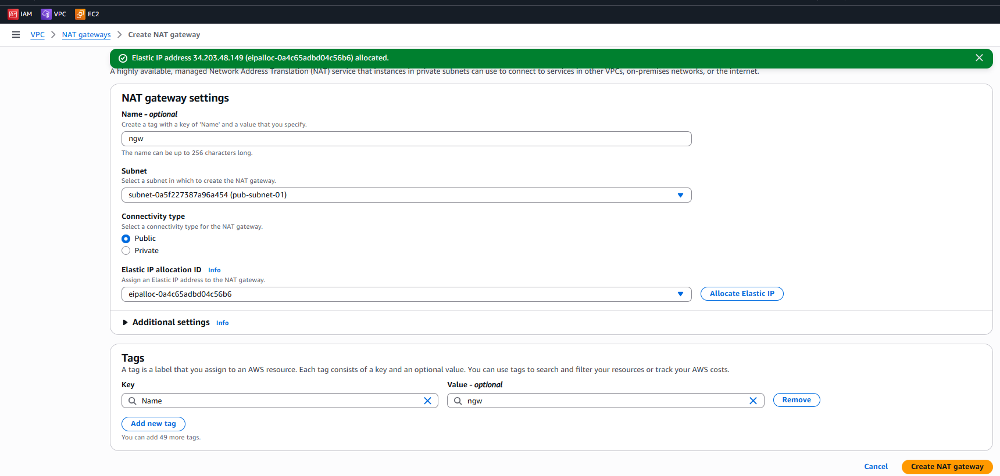 IAM VPC EC2
VPC > NAT gateways > Create NAT gateway
Elastic IP address 34.203.48.149 (eipalloc-0a4c65adbd04c56b6) allocated.
A highly available, managed Network Address Translation (NAT) service that instances in private subnets can use to connect to services in other VPCs, on-premises networks, or the internet.
NAT gateway settings
Name - optional
Create a tag with a key of 'Name' and a value that you specify.
ngw
The name can be up to 256 characters long.
Subnet
Select a subnet in which to create the NAT gateway.
subnet-0a5f227387a96a454 (pub-subnet-01)
Connectivity type
Select a connectivity type for the NAT gateway.
Public
Private
Elastic IP allocation ID Info
Assign an Elastic IP address to the NAT gateway.
eipalloc-0a4c65adbd04c56b6 Allocate Elastic IP
Additional settings Info
Tags
A tag is a label that you assign to an AWS resource. Each tag consists of a key and an optional value. You can use tags to search and filter your resources or track your AWS costs.
Key Value - optional
Name ngw Remove
Add new tag
You can add 49 more tags.
Cancel Create NAT gateway